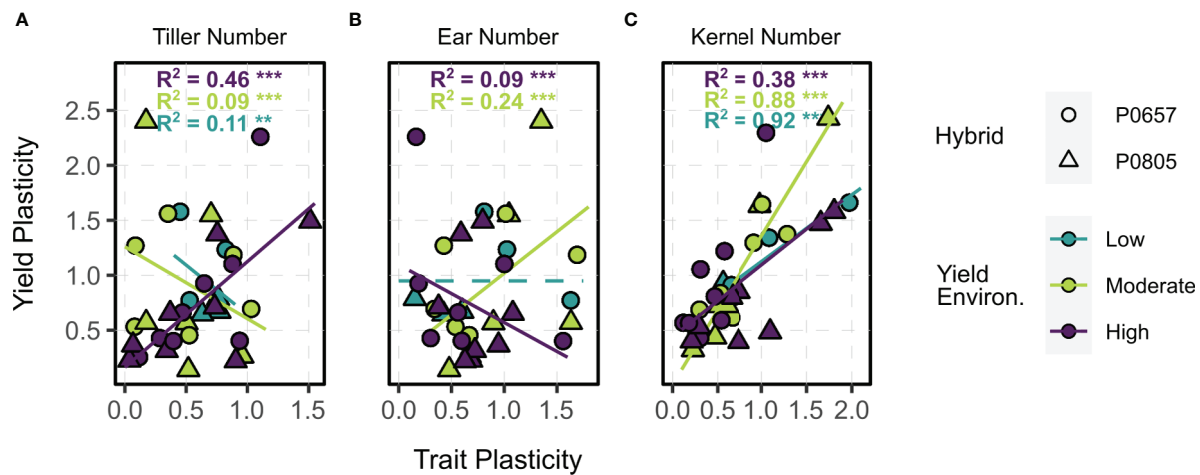 A
B
C
Tiller Number
Ear Number
Kernel Number
R² = 0.46 ***
R² = 0.09 ***
R² = 0.11 **
R² = 0.09 ***
R² = 0.24 ***
R² = 0.38 ***
R² = 0.88 ***
R² = 0.92 ***
Yield Plasticity
2.5
2.0
1.5
1.0
0.5
0.0 0.5 1.0 1.5
0.0 0.5 1.0 1.5
0.0 0.5 1.0 1.5 2.0
Trait Plasticity
Hybrid
P0657
P0805
Yield
Environ.
Low
Moderate
High